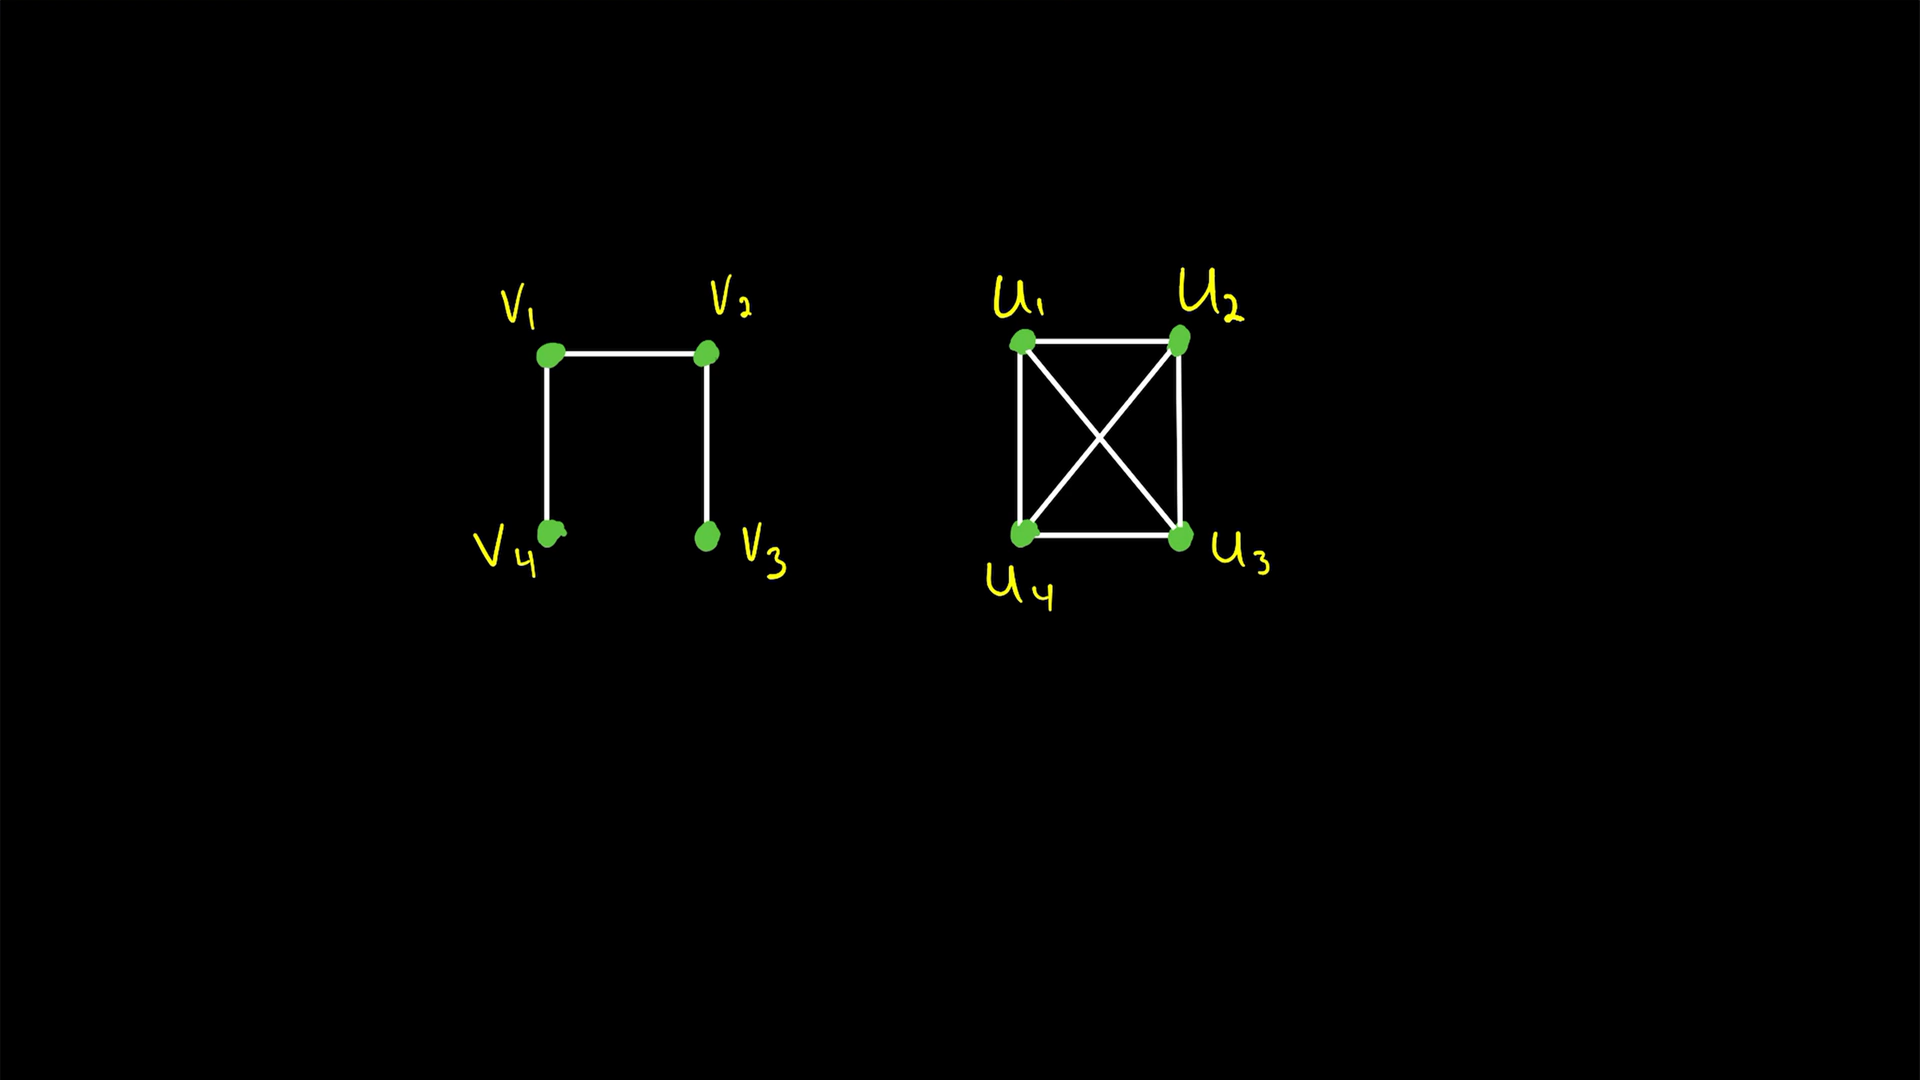 V₁ V₂
V₄ V₃
U₁ U₂
U₄ U₃